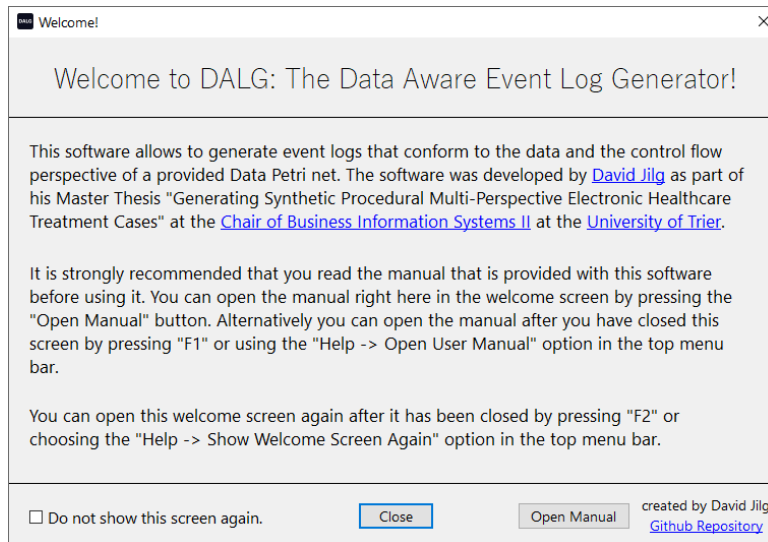 DALG Welcome!
Welcome to DALG: The Data Aware Event Log Generator!
This software allows to generate event logs that conform to the data and the control flow
perspective of a provided Data Petri net. The software was developed by David Jilg as part of
his Master Thesis "Generating Synthetic Procedural Multi-Perspective Electronic Healthcare
Treatment Cases" at the Chair of Business Information Systems II at the University of Trier.
It is strongly recommended that you read the manual that is provided with this software
before using it. You can open the manual right here in the welcome screen by pressing the
"Open Manual" button. Alternatively you can open the manual after you have closed this
screen by pressing "F1" or using the "Help -> Open User Manual" option in the top menu
bar.
You can open this welcome screen again after it has been closed by pressing "F2" or
choosing the "Help -> Show Welcome Screen Again" option in the top menu bar.
Do not show this screen again.
Close
Open Manual
created by David Jilg
Github Repository